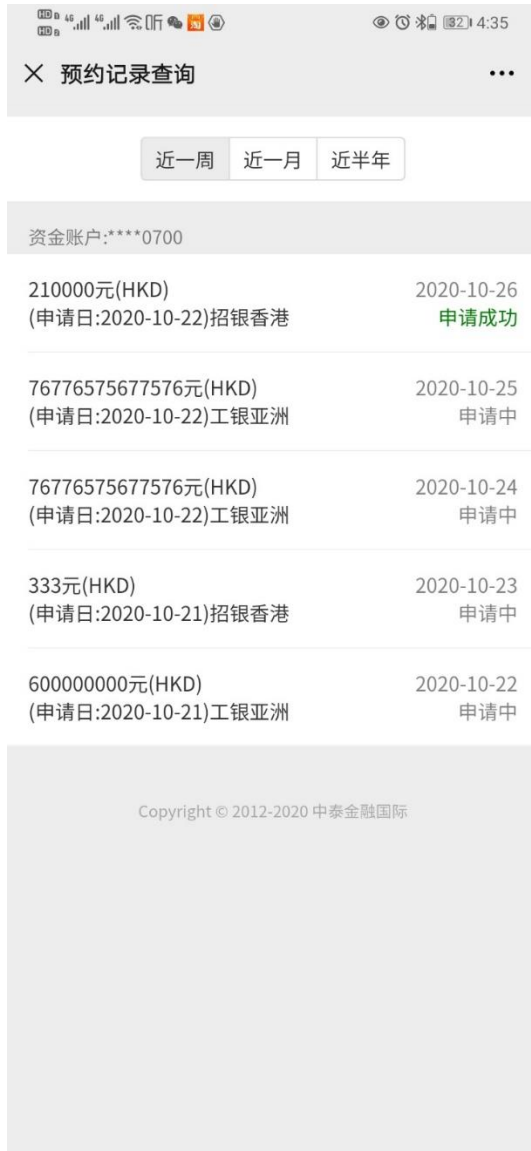 4:35
预约记录查询
近一周 近一月 近半年
资金账户:****0700
210000元(HKD) 2020-10-26
(申请日:2020-10-22)招银香港 申请成功
76776575677576元(HKD) 2020-10-25
(申请日:2020-10-22)工银亚洲 申请中
76776575677576元(HKD) 2020-10-24
(申请日:2020-10-22)工银亚洲 申请中
333元(HKD) 2020-10-23
(申请日:2020-10-21)招银香港 申请中
600000000元(HKD) 2020-10-22
(申请日:2020-10-21)工银亚洲 申请中
Copyright © 2012-2020 中泰金融国际